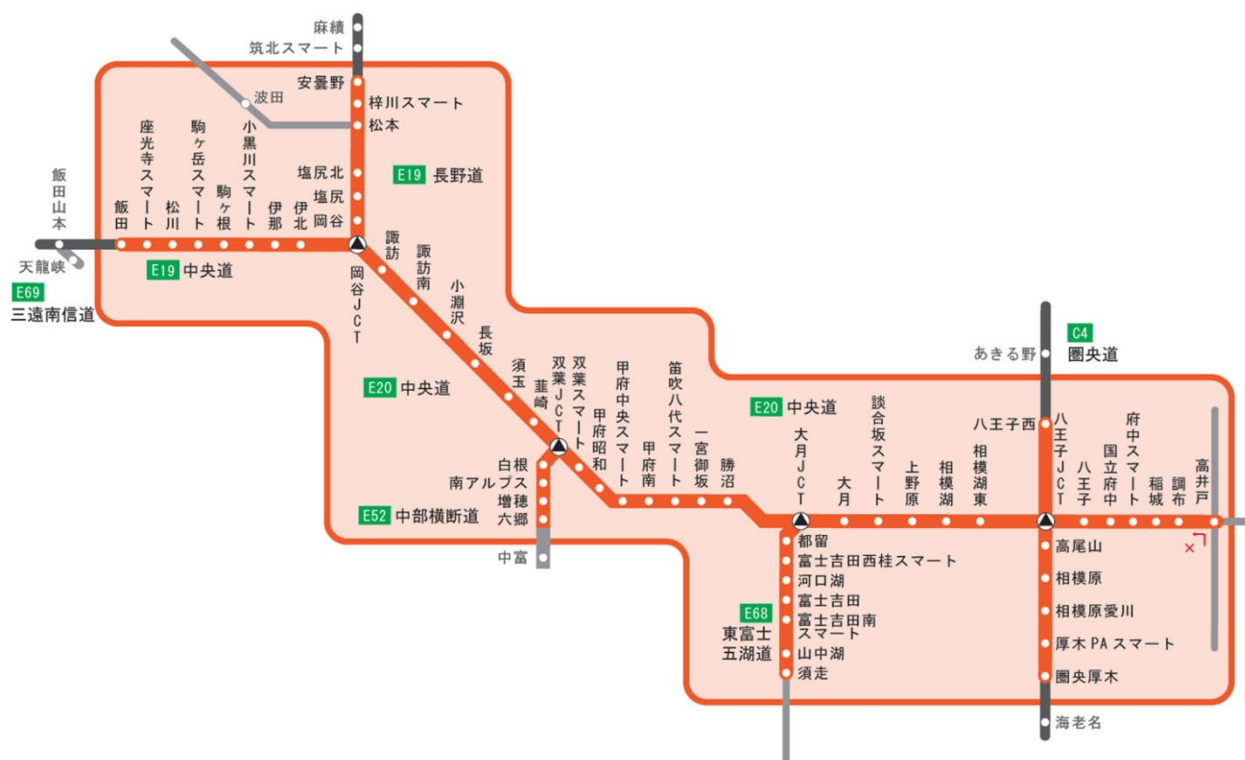 麻績
筑北スマート
安曇野
梓川スマート
波田
松本
塩尻北
塩尻
岡谷
E19 長野道
飯田山本
天龍峡
E69
三遠南信道
飯田
座光寺スマート
松川
駒ヶ岳スマート
駒ヶ根
小黒川スマート
伊那
伊北
E19 中央道
岡谷JCT
諏訪
諏訪南
小淵沢
長坂
須玉
韮崎
E20 中央道
双葉JCT
双葉スマート
甲府昭和
甲府中央スマート
甲府南
笛吹八代スマート
一宮御坂
勝沼
白根
南アルプス
増穂
六郷
E52 中部横断道
中富
E20 中央道
大月JCT
大月
談合坂スマート
上野原
相模湖
相模湖東
都留
富士吉田西桂スマート
河口湖
富士吉田
富士吉田南
スマート
山中湖
須走
E68
東富士
五湖道
C4
圏央道
あきる野
八王子西
八王子JCT
八王子
国立府中
府中スマート
稲城
調布
高井戸
高尾山
相模原
相模原愛川
厚木PAスマート
圏央厚木
海老名